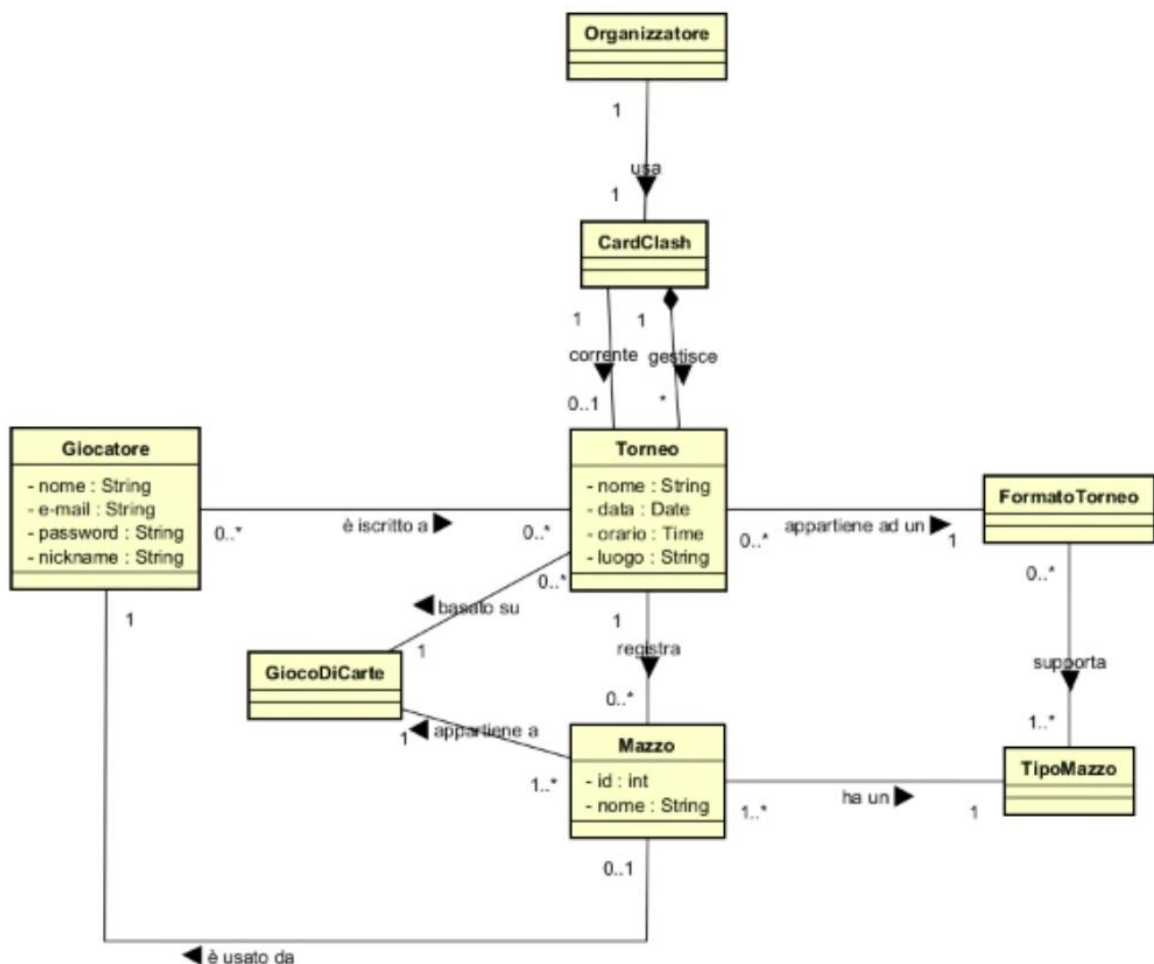 Organizzatore
1
usa
1
CardClash
1
1
corrente
gestisce
0..1
*
Giocatore
- nome : String
- e-mail : String
- password : String
- nickname : String
Torneo
- nome : String
- data : Date
- orario : Time
- luogo : String
FormatoTorneo
0..*
è iscritto a
0..*
0..*
appartiene ad un
1
0..*
1
basato su
0..*
1
1
registra
supporta
GiocoDiCarte
0..*
1..*
1
appartiene a
1..*
Mazzo
- id : int
- nome : String
TipoMazzo
1..*
ha un
1
0..1
è usato da